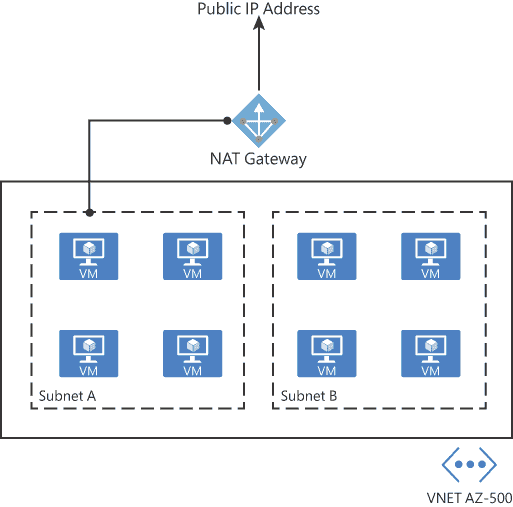 Public IP Address
NAT Gateway
VM
VM
VM
VM
VM
VM
VM
VM
Subnet A
Subnet B
VNET AZ-500